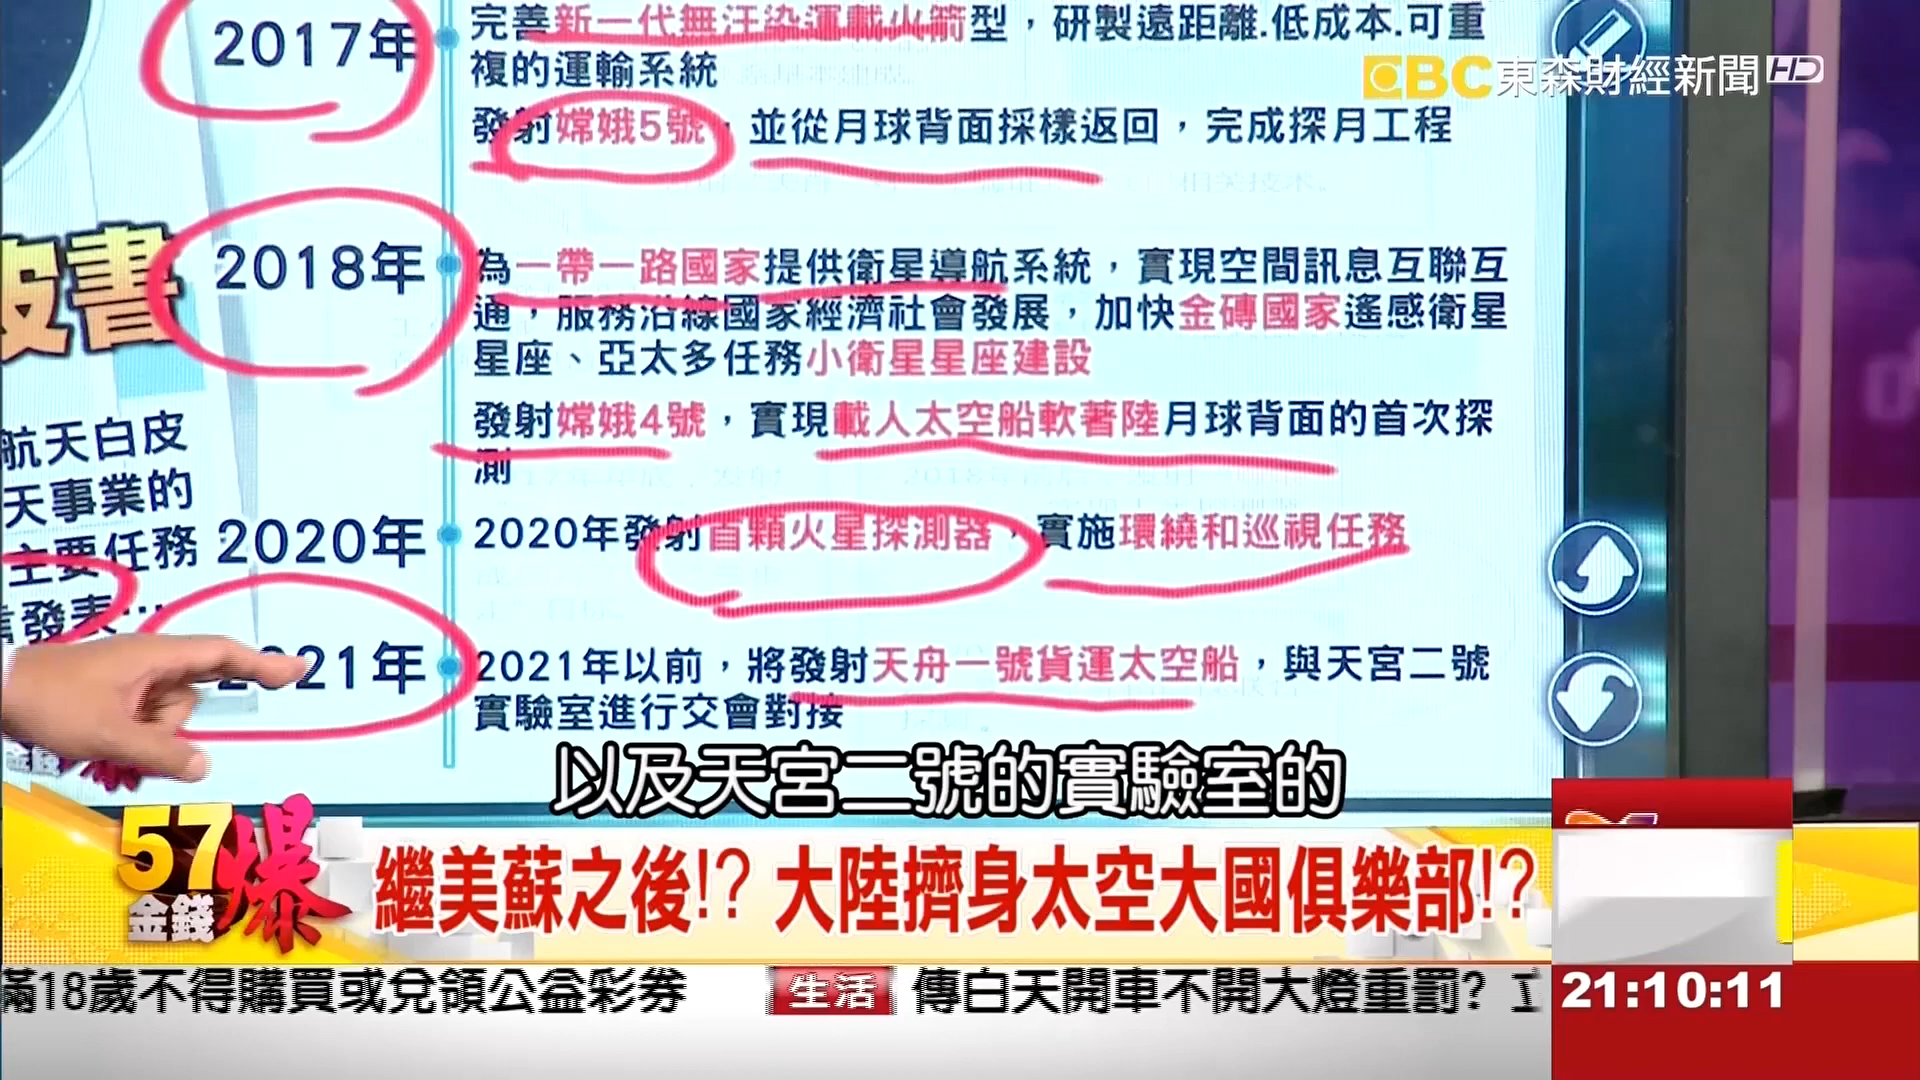 2017年
完善新一代無汙染運載火箭型，研製遠距離.低成本.可重
複的運輸系統
發射嫦娥5號，並從月球背面採樣返回，完成探月工程
EBC東森財經新聞HD
2018年
為一帶一路國家提供衛星導航系統，實現空間訊息互聯互
通，服務沿線國家經濟社會發展，加快金磚國家遙感衛星
星座、亞太多任務小衛星星座建設
發射嫦娥4號，實現載人太空船軟著陸月球背面的首次探
測
皮書
航天白皮
天事業的
主要任務
言發表…
2020年
2020年發射首顆火星探測器，實施環繞和巡視任務
2021年
2021年以前，將發射天舟一號貨運太空船，與天宮二號
實驗室進行交會對接
以及天宮二號的實驗室的
57
金錢
爆
繼美蘇之後!? 大陸擠身太空大國俱樂部!?
滿18歲不得購買或兌領公益彩券
生活
傳白天開車不開大燈重罰?
21:10:11